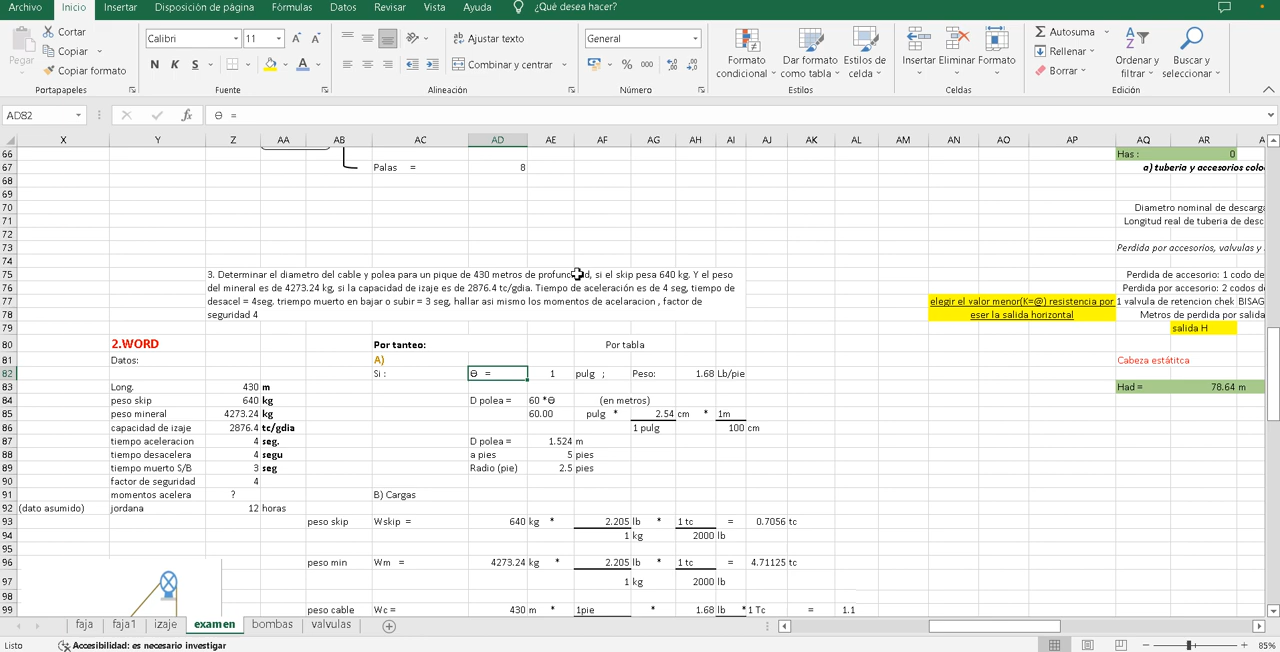 Archivo Inicio Insertar Disposición de página Fórmulas Datos Revisar Vista Ayuda ¿Qué desea hacer?
Pegar Cortar Copiar Copiar formato
Portapapeles
Calibri 11
N K S
Fuente
Ajustar texto
Combinar y centrar
Alineación
General
% 000
Número
Formato condicional Dar formato como tabla Estilos de celda
Estilos
Insertar Eliminar Formato
Celdas
Autosuma
Rellenar
Borrar
Ordenar y filtrar Buscar y seleccionar
Edición
AD82 fx Ɵ =
X Y Z AA AB AC AD AE AF AG AH AI AJ AK AL AM AN AO AP AQ AR
66 Has : 0
67 Palas = 8 a) tuberia y accesorios colo
68
69
70 Diametro nominal de descarga
71 Longitud real de tuberia de desc
72
73 Perdida por accesorios, valvulas y
74
75 3. Determinar el diametro del cable y polea para un pique de 430 metros de profundidad, si el skip pesa 640 kg. Y el peso Perdida de accesorio: 1 codo de
76 del mineral es de 4273.24 kg, si la capacidad de izaje es de 2876.4 tc/gdia. Tiempo de aceleración es de 4 seg, tiempo de Perdida por accesorio: 2 codos de
77 desacel = 4seg. triempo muerto en bajar o subir = 3 seg, hallar asi mismo los momentos de acelaracion , factor de elegir el valor menor(K=@) resistencia por 1 valvula de retencion chek BISAG
78 seguridad 4 eser la salida horizontal Metros de perdida por salida
79 salida H
80 2.WORD Por tanteo: Por tabla
81 Datos: A) Cabeza estátitca
82 Si : Ɵ = 1 pulg ; Peso: 1.68 Lb/pie
83 Long. 430 m Had = 78.64 m
84 peso skip 640 kg D polea = 60 *Ɵ (en metros)
85 peso mineral 4273.24 kg 60.00 pulg * 2.54 cm * 1m
86 capacidad de izaje 2876.4 tc/gdia 1 pulg 100 cm
87 tiempo aceleracion 4 seg. D polea = 1.524 m
88 tiempo desacelera 4 segu a pies 5 pies
89 tiempo muerto S/B 3 seg Radio (pie) 2.5 pies
90 factor de seguridad 4
91 momentos acelera ? B) Cargas
92 (dato asumido) jordana 12 horas
93 peso skip Wskip = 640 kg * 2.205 lb * 1 tc = 0.7056 tc
94 1 kg 2000 lb
95
96 peso min Wm = 4273.24 kg * 2.205 lb * 1 tc = 4.71125 tc
97 1 kg 2000 lb
98
99 peso cable Wc = 430 m * 1pie * 1.68 lb * 1 Tc = 1.1
faja faja1 izaje examen bombas valvulas
Listo Accesibilidad: es necesario investigar 85%